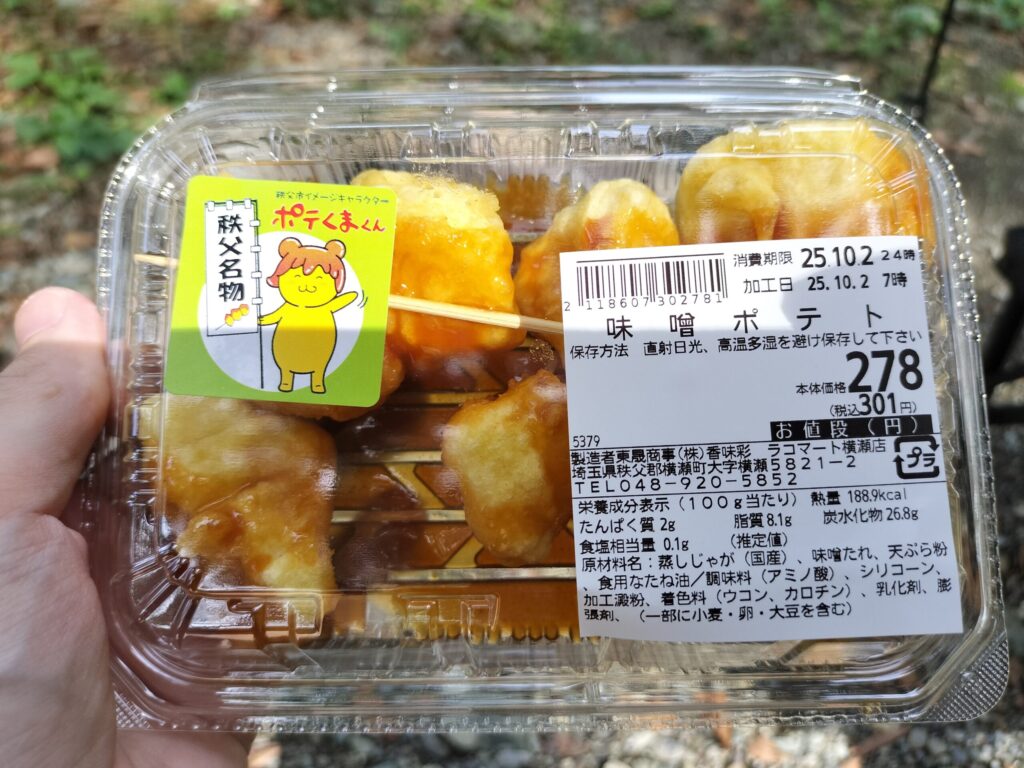 秩父市イメージキャラクター
ポテくまくん
秩父名物
消費期限 25.10.2 24時
加工日 25.10.2 7時
2 118607 302781
味噌ポテト
保存方法 直射日光、高温多湿を避け保存して下さい
本体価格 278
(税込301円)
お値段(円)
5379
製造者東晟商事(株)香味彩 ラコマート横瀬店
埼玉県秩父郡横瀬町大字横瀬5821-2
TEL048-920-5852
プラ
栄養成分表示(100g当たり) 熱量 188.9kcal
たんぱく質 2g 脂質 8.1g 炭水化物 26.8g
食塩相当量 0.1g (推定値)
原材料名:蒸しじゃが(国産)、味噌たれ、天ぷら粉
、食用なたね油/調味料(アミノ酸)、シリコーン、
加工澱粉、着色料(ウコン、カロチン)、乳化剤、膨
張剤、(一部に小麦・卵・大豆を含む)